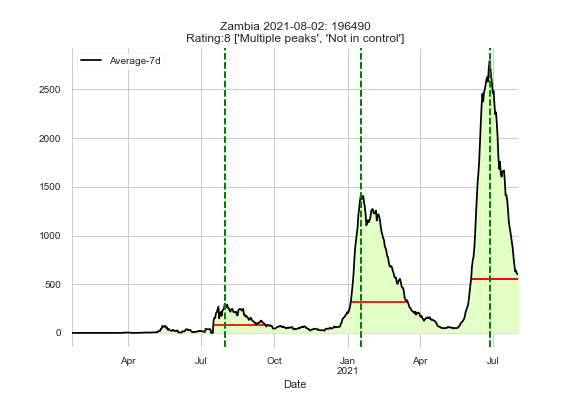 Zambia 2021-08-02: 196490
Rating:8 ['Multiple peaks', 'Not in control']
Average-7d
2500
2000
1500
1000
500
0
Apr
Jul
Oct
Jan
2021
Apr
Jul
Date